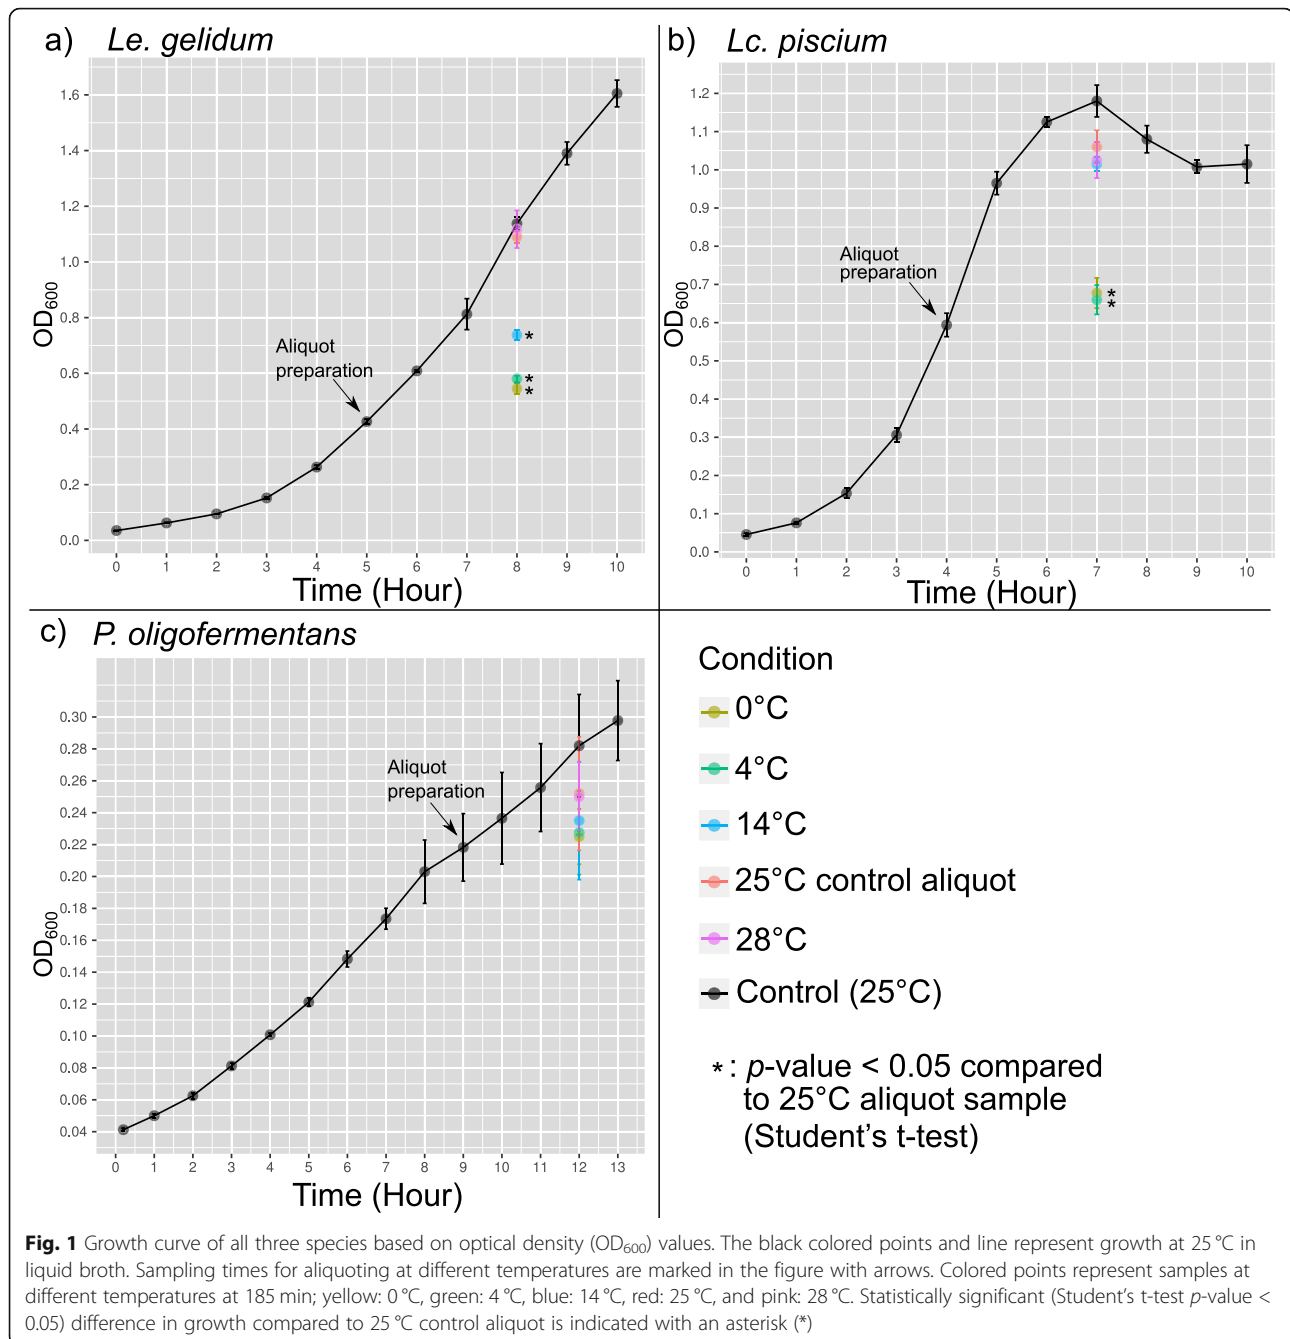 a) Le. gelidum
1.6
1.4
1.2
1.0
0.8
0.6
0.4
0.2
0.0
OD600
Aliquot
preparation
*
*
*
0 1 2 3 4 5 6 7 8 9 10
Time (Hour)
b) Lc. piscium
1.2
1.1
1.0
0.9
0.8
0.7
0.6
0.5
0.4
0.3
0.2
0.1
0.0
OD600
Aliquot
preparation
*
*
0 1 2 3 4 5 6 7 8 9 10
Time (Hour)
c) P. oligofermentans
0.30
0.28
0.26
0.24
0.22
0.20
0.18
0.16
0.14
0.12
0.10
0.08
0.06
0.04
OD600
Aliquot
preparation
0 1 2 3 4 5 6 7 8 9 10 11 12 13
Time (Hour)
Condition
0°C
4°C
14°C
25°C control aliquot
28°C
Control (25°C)
* : p-value < 0.05 compared
to 25°C aliquot sample
(Student's t-test)
Fig. 1 Growth curve of all three species based on optical density (OD600) values. The black colored points and line represent growth at 25 °C in
liquid broth. Sampling times for aliquoting at different temperatures are marked in the figure with arrows. Colored points represent samples at
different temperatures at 185 min; yellow: 0 °C, green: 4 °C, blue: 14 °C, red: 25 °C, and pink: 28 °C. Statistically significant (Student's t-test p-value <
0.05) difference in growth compared to 25 °C control aliquot is indicated with an asterisk (*)